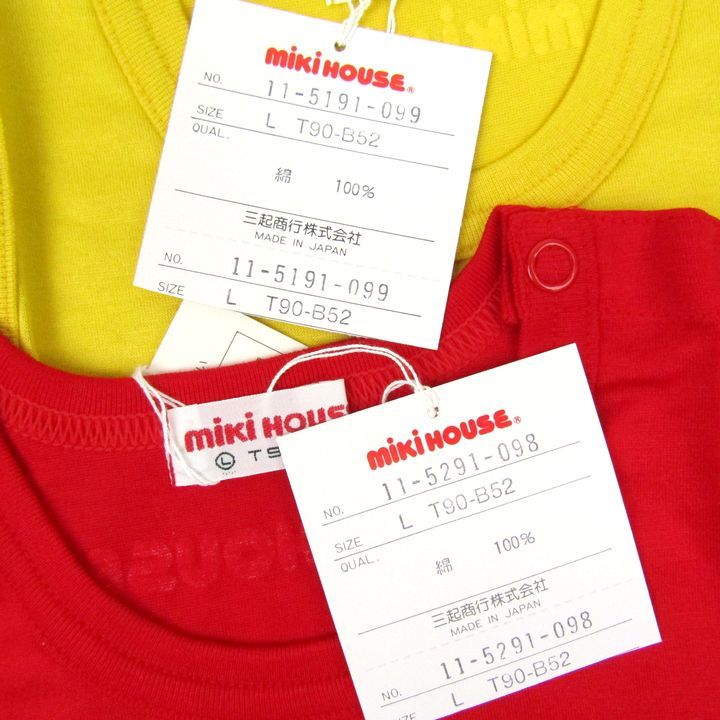 miki HOUSE®
NO. 11-5191-099
SIZE L T90-B52
QUAL.
綿 100%
三起商行株式会社
MADE IN JAPAN
NO. 11-5191-099
SIZE L T90-B52
miki HOUS
L T9
miki HOUSE®
NO. 11-5291-098
SIZE L T90-B52
QUAL.
綿 100%
三起商行株式会社
MADE IN JAPAN
NO. 11-5291-098
SIZE L T90-B52